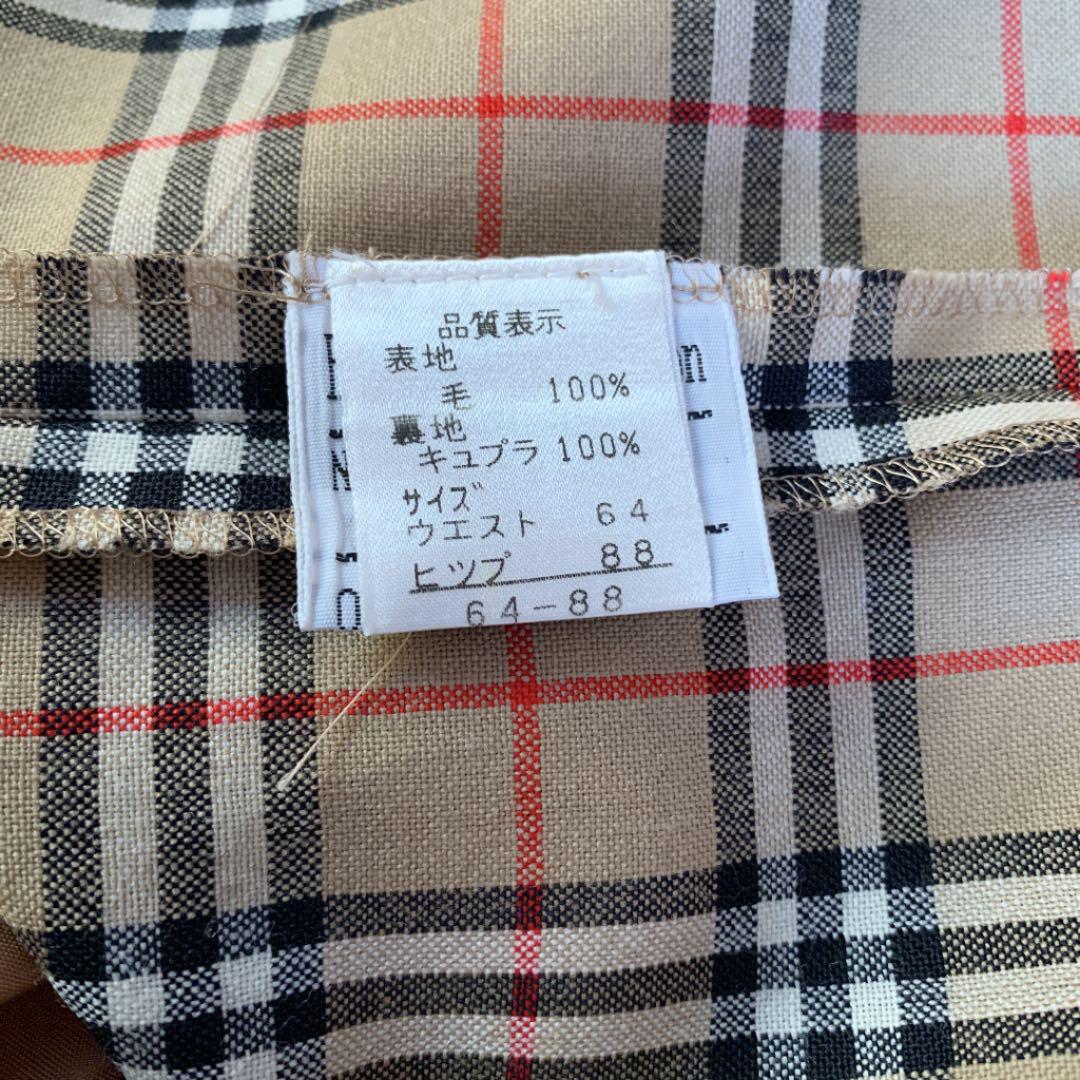 品質表示
表地
毛 100%
裏地
キュプラ 100%
サイズ
ウエスト 64
ヒップ 88
64-88